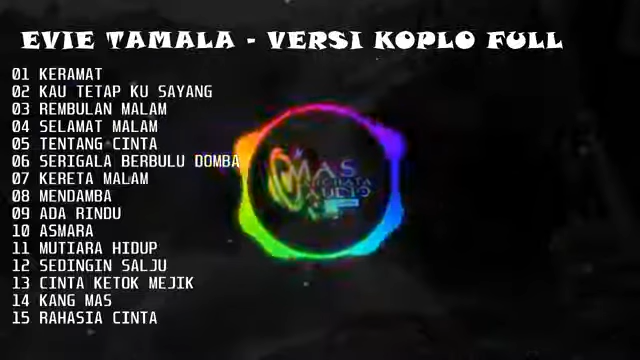 EVIE TAMALA - VERSI KOPLO FULL
01 KERAMAT
02 KAU TETAP KU SAYANG
03 REMBULAN MALAM
04 SELAMAT MALAM
05 TENTANG CINTA
06 SERIGALA BERBULU DOMBA
07 KERETA MALAM
08 MENDAMBA
09 ADA RINDU
10 ASMARA
11 MUTIARA HIDUP
12 SEDINGIN SALJU
13 CINTA KETOK MEJIK
14 KANG MAS
15 RAHASIA CINTA
MAS